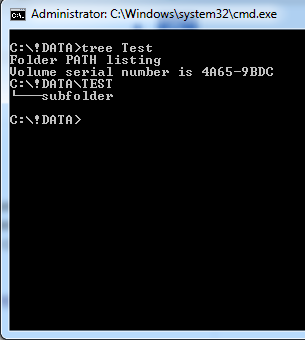 Administrator: C:\Windows\system32\cmd.exe
C:\!DATA>tree Test
Folder PATH listing
Volume serial number is 4A65-9BDC
C:\!DATA\TEST
└───subfolder
C:\!DATA>